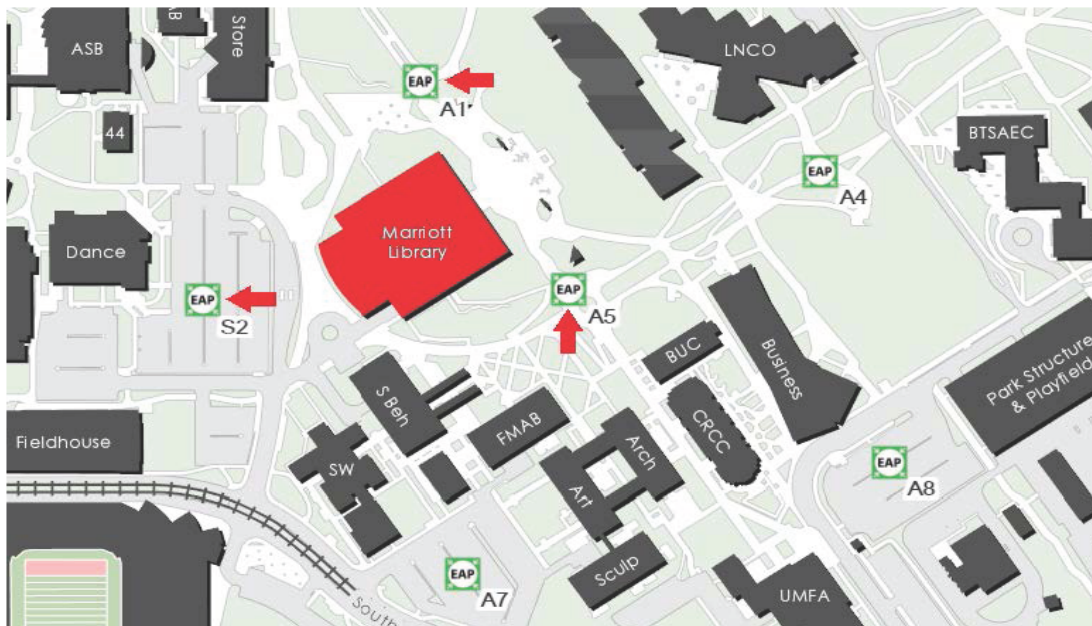 ASB
AB
Store
EAP
A1
LNCO
44
BTSAEC
EAP
A4
Marriott
Library
Dance
EAP
S2
EAP
A5
BUC
Business
Park Structure
& Playfield
S Beh
FMAB
CRCC
Fieldhouse
SW
Arch
Art
EAP
A8
EAP
A7
Sculp
UMFA
South